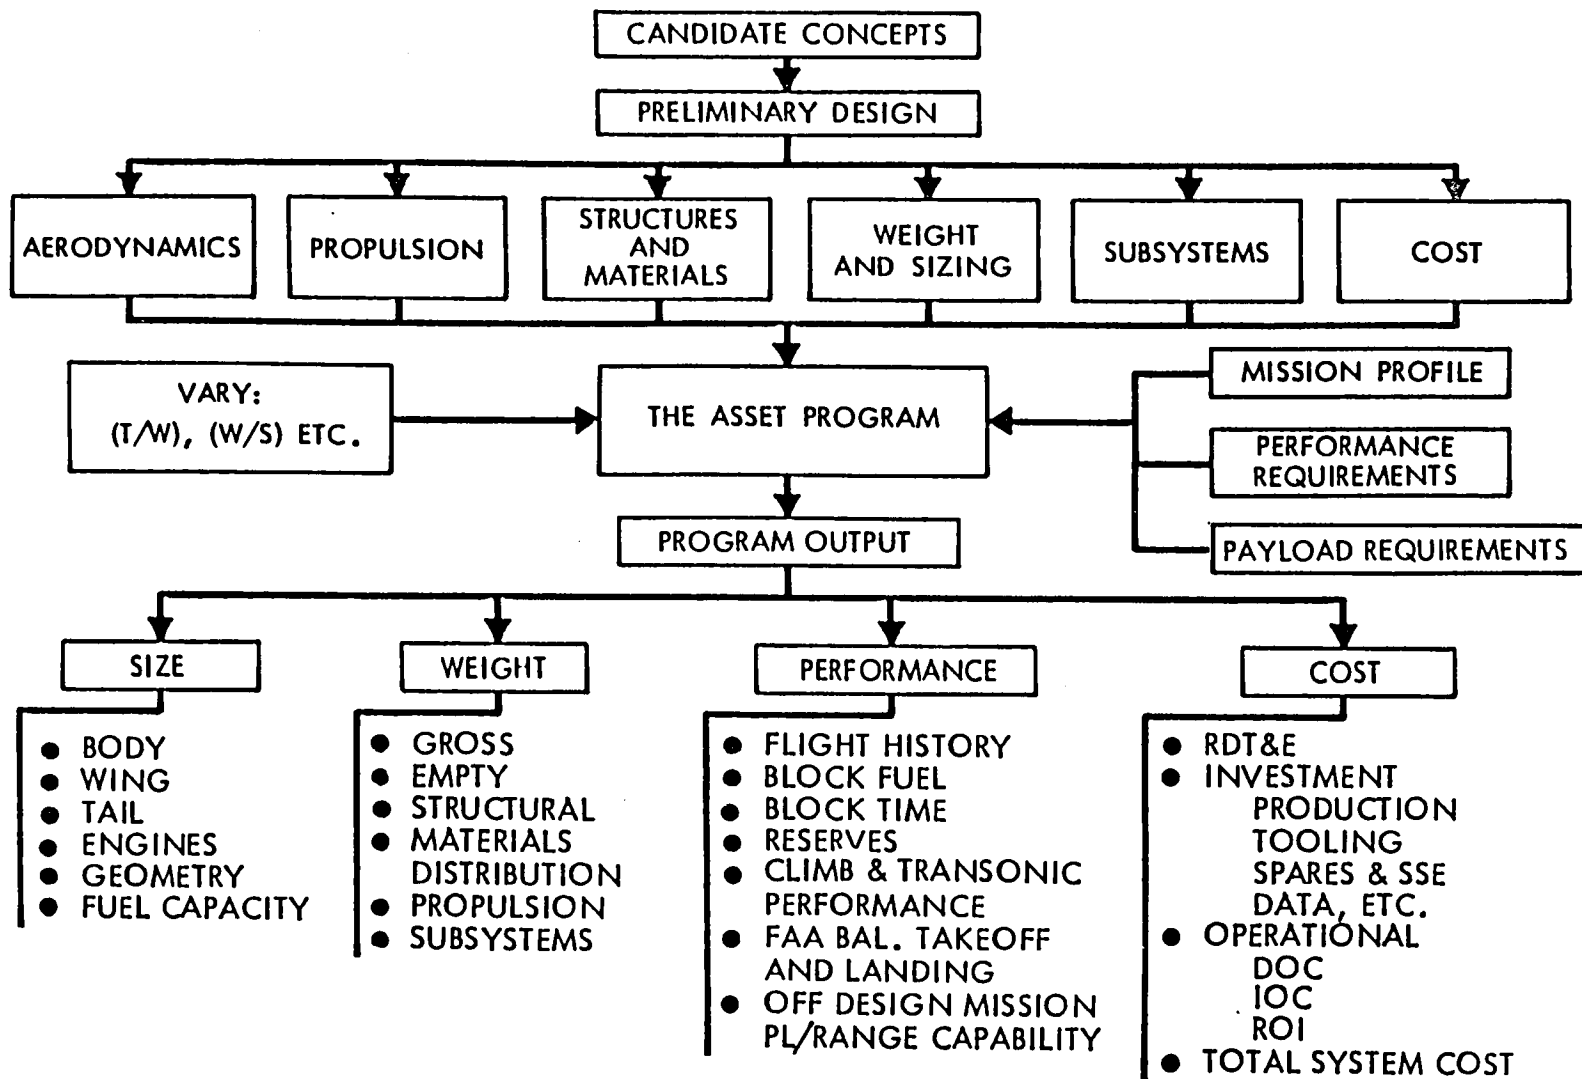 CANDIDATE CONCEPTS
PRELIMINARY DESIGN
AERODYNAMICS
PROPULSION
STRUCTURES
AND
MATERIALS
WEIGHT
AND SIZING
SUBSYSTEMS
COST
VARY:
(T/W), (W/S) ETC.
THE ASSET PROGRAM
MISSION PROFILE
PERFORMANCE
REQUIREMENTS
PAYLOAD REQUIREMENTS
PROGRAM OUTPUT
SIZE
● BODY
● WING
● TAIL
● ENGINES
● GEOMETRY
● FUEL CAPACITY
WEIGHT
● GROSS
● EMPTY
● STRUCTURAL
● MATERIALS
DISTRIBUTION
● PROPULSION
● SUBSYSTEMS
PERFORMANCE
● FLIGHT HISTORY
● BLOCK FUEL
● BLOCK TIME
● RESERVES
● CLIMB & TRANSONIC
PERFORMANCE
● FAA BAL. TAKEOFF
AND LANDING
● OFF DESIGN MISSION
PL/RANGE CAPABILITY
COST
● RDT&E
● INVESTMENT
PRODUCTION
TOOLING
SPARES & SSE
DATA, ETC.
● OPERATIONAL
DOC
IOC
ROI
● TOTAL SYSTEM COST